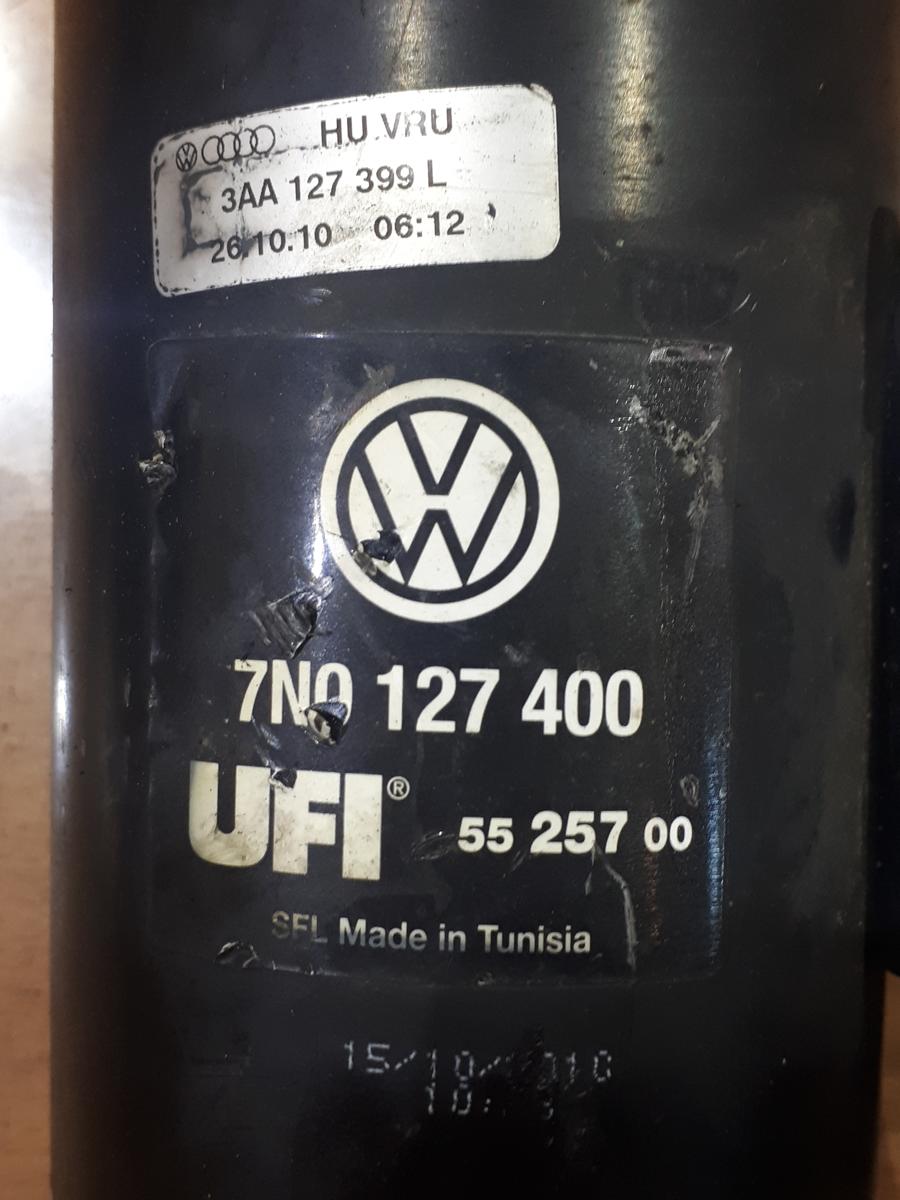 HU VRU
3AA 127 399 L
26.10.10 06:12
7N0 127 400
UFI®
55 257 00
SFL Made in Tunisia